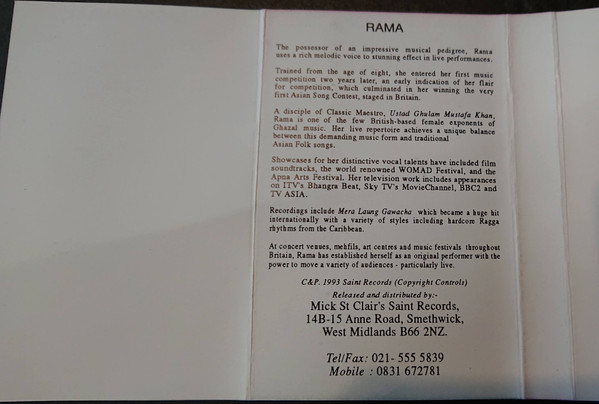 RAMA
The possessor of an impressive musical pedigree, Rama
uses a rich melodic voice to stunning effect in live performances.
Trained from the age of eight, she entered her first music
competition two years later, an early indication of her flair
for competition, which culminated in her winning the very
first Asian Song Contest, staged in Britain.
A disciple of Classic Maestro, Ustad Ghulam Mustafa Khan,
Rama is one of the few British-based female exponents of
Ghazal music. Her live repertoire achieves a unique balance
between this demanding music form and traditional
Asian Folk songs.
Showcases for her distinctive vocal talents have included film
soundtracks, the world renowned WOMAD Festival, and the
Apna Arts Festival. Her television work includes appearances
on ITV's Bhangra Beat, Sky TV's MovieChannel, BBC2 and
TV ASIA.
Recordings include Mera Laung Gawacha which became a huge hit
internationally with a variety of styles including hardcore Ragga
rhythms from the Caribbean.
At concert venues, mehfils, art centres and music festivals throughout
Britain, Rama has established herself as an original performer with the
power to move a variety of audiences - particularly live.
C&P. 1993 Saint Records (Copyright Controls)
Released and distributed by:-
Mick St Clair's Saint Records,
14B-15 Anne Road, Smethwick,
West Midlands B66 2NZ.
Tel/Fax: 021- 555 5839
Mobile : 0831 672781